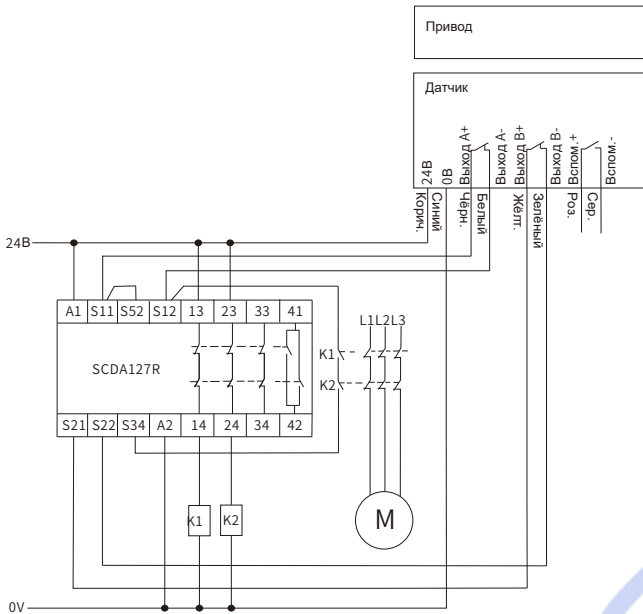 Привод
Датчик
24В
0В
Выход A+
Выход A-
Выход B+
Выход B-
Вспом.+
Вспом.-
Коричн.
Синий
Чёрн.
Белый
Жёлт.
Зелёный
Роз.
Сер.
24В
A1 S11 S52 S12 13 23 33 41
L1L2L3
K1
SCDA127R
K2
S21 S22 S34 A2 14 24 34 42
K1 K2
M
0V